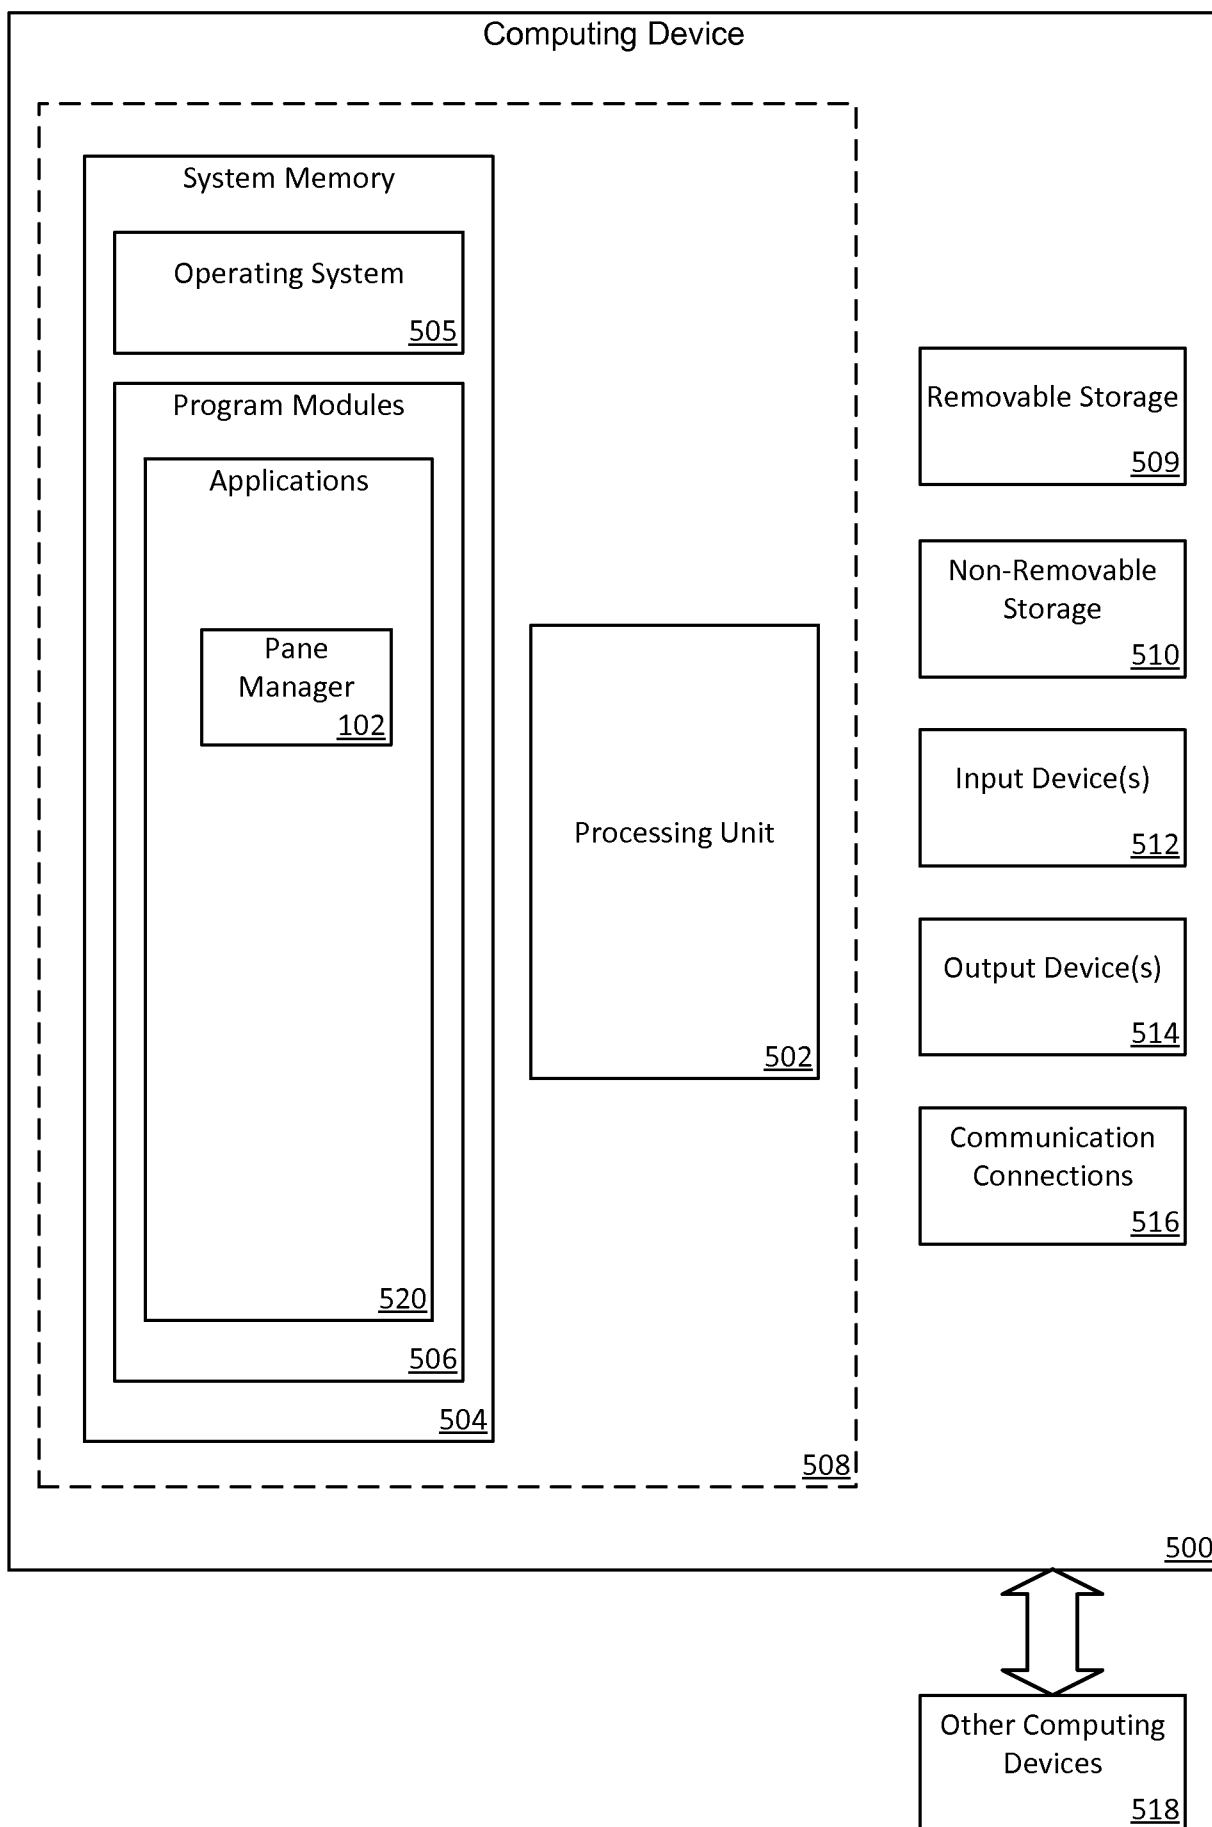 Computing Device
System Memory
Operating System
505
Program Modules
Applications
Pane
Manager
102
520
506
504
Processing Unit
502
508
Removable Storage
509
Non-Removable
Storage
510
Input Device(s)
512
Output Device(s)
514
Communication
Connections
516
500
Other Computing
Devices
518